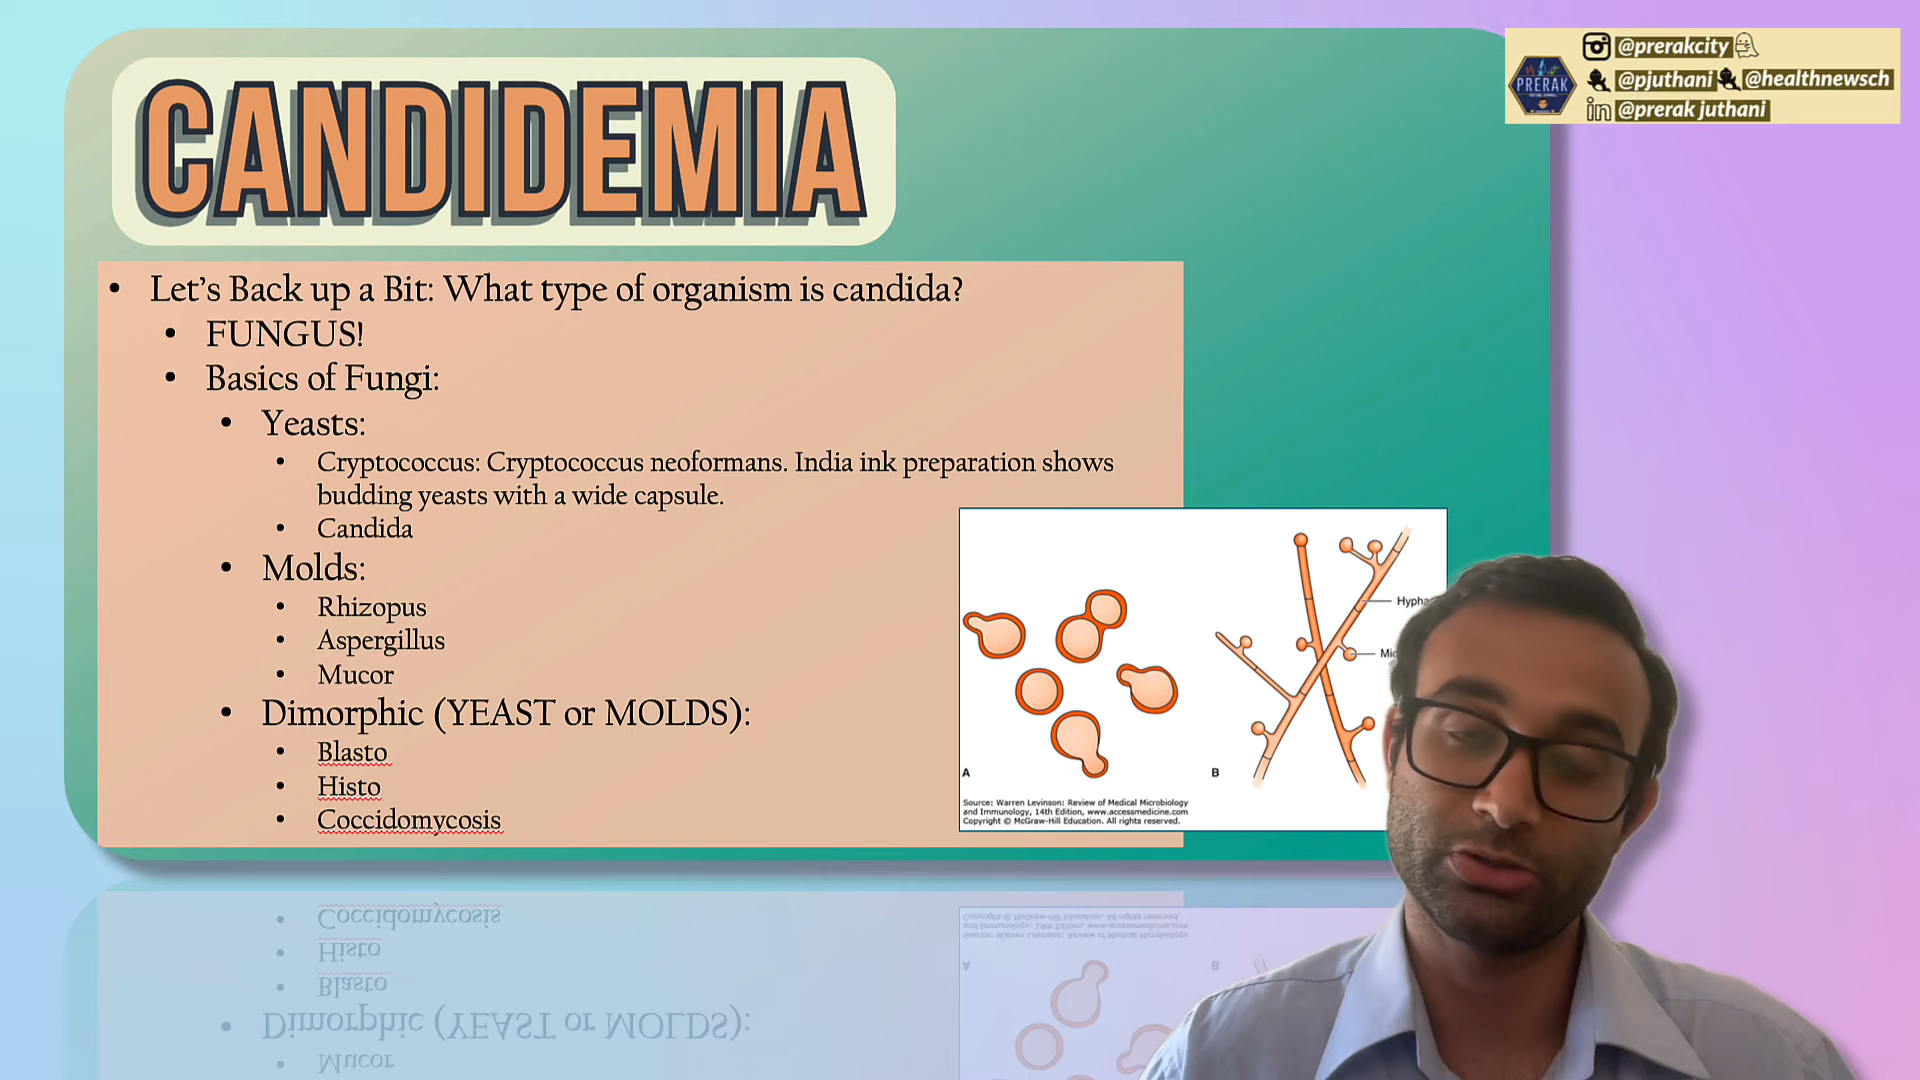 CANDIDEMIA
@prerakcity
@pjuthani @healthnewsch
in @prerak juthani
PRERAK
• Let's Back up a Bit: What type of organism is candida?
• FUNGUS!
• Basics of Fungi:
• Yeasts:
• Cryptococcus: Cryptococcus neoformans. India ink preparation shows
budding yeasts with a wide capsule.
• Candida
• Molds:
• Rhizopus
• Aspergillus
• Mucor
• Dimorphic (YEAST or MOLDS):
• Blasto
• Histo
• Coccidomycosis
A
B
Source: Warren Levinson: Review of Medical Microbiology
and Immunology, 14th Edition, www.accessmedicine.com
Copyright © McGraw-Hill Education. All rights reserved.